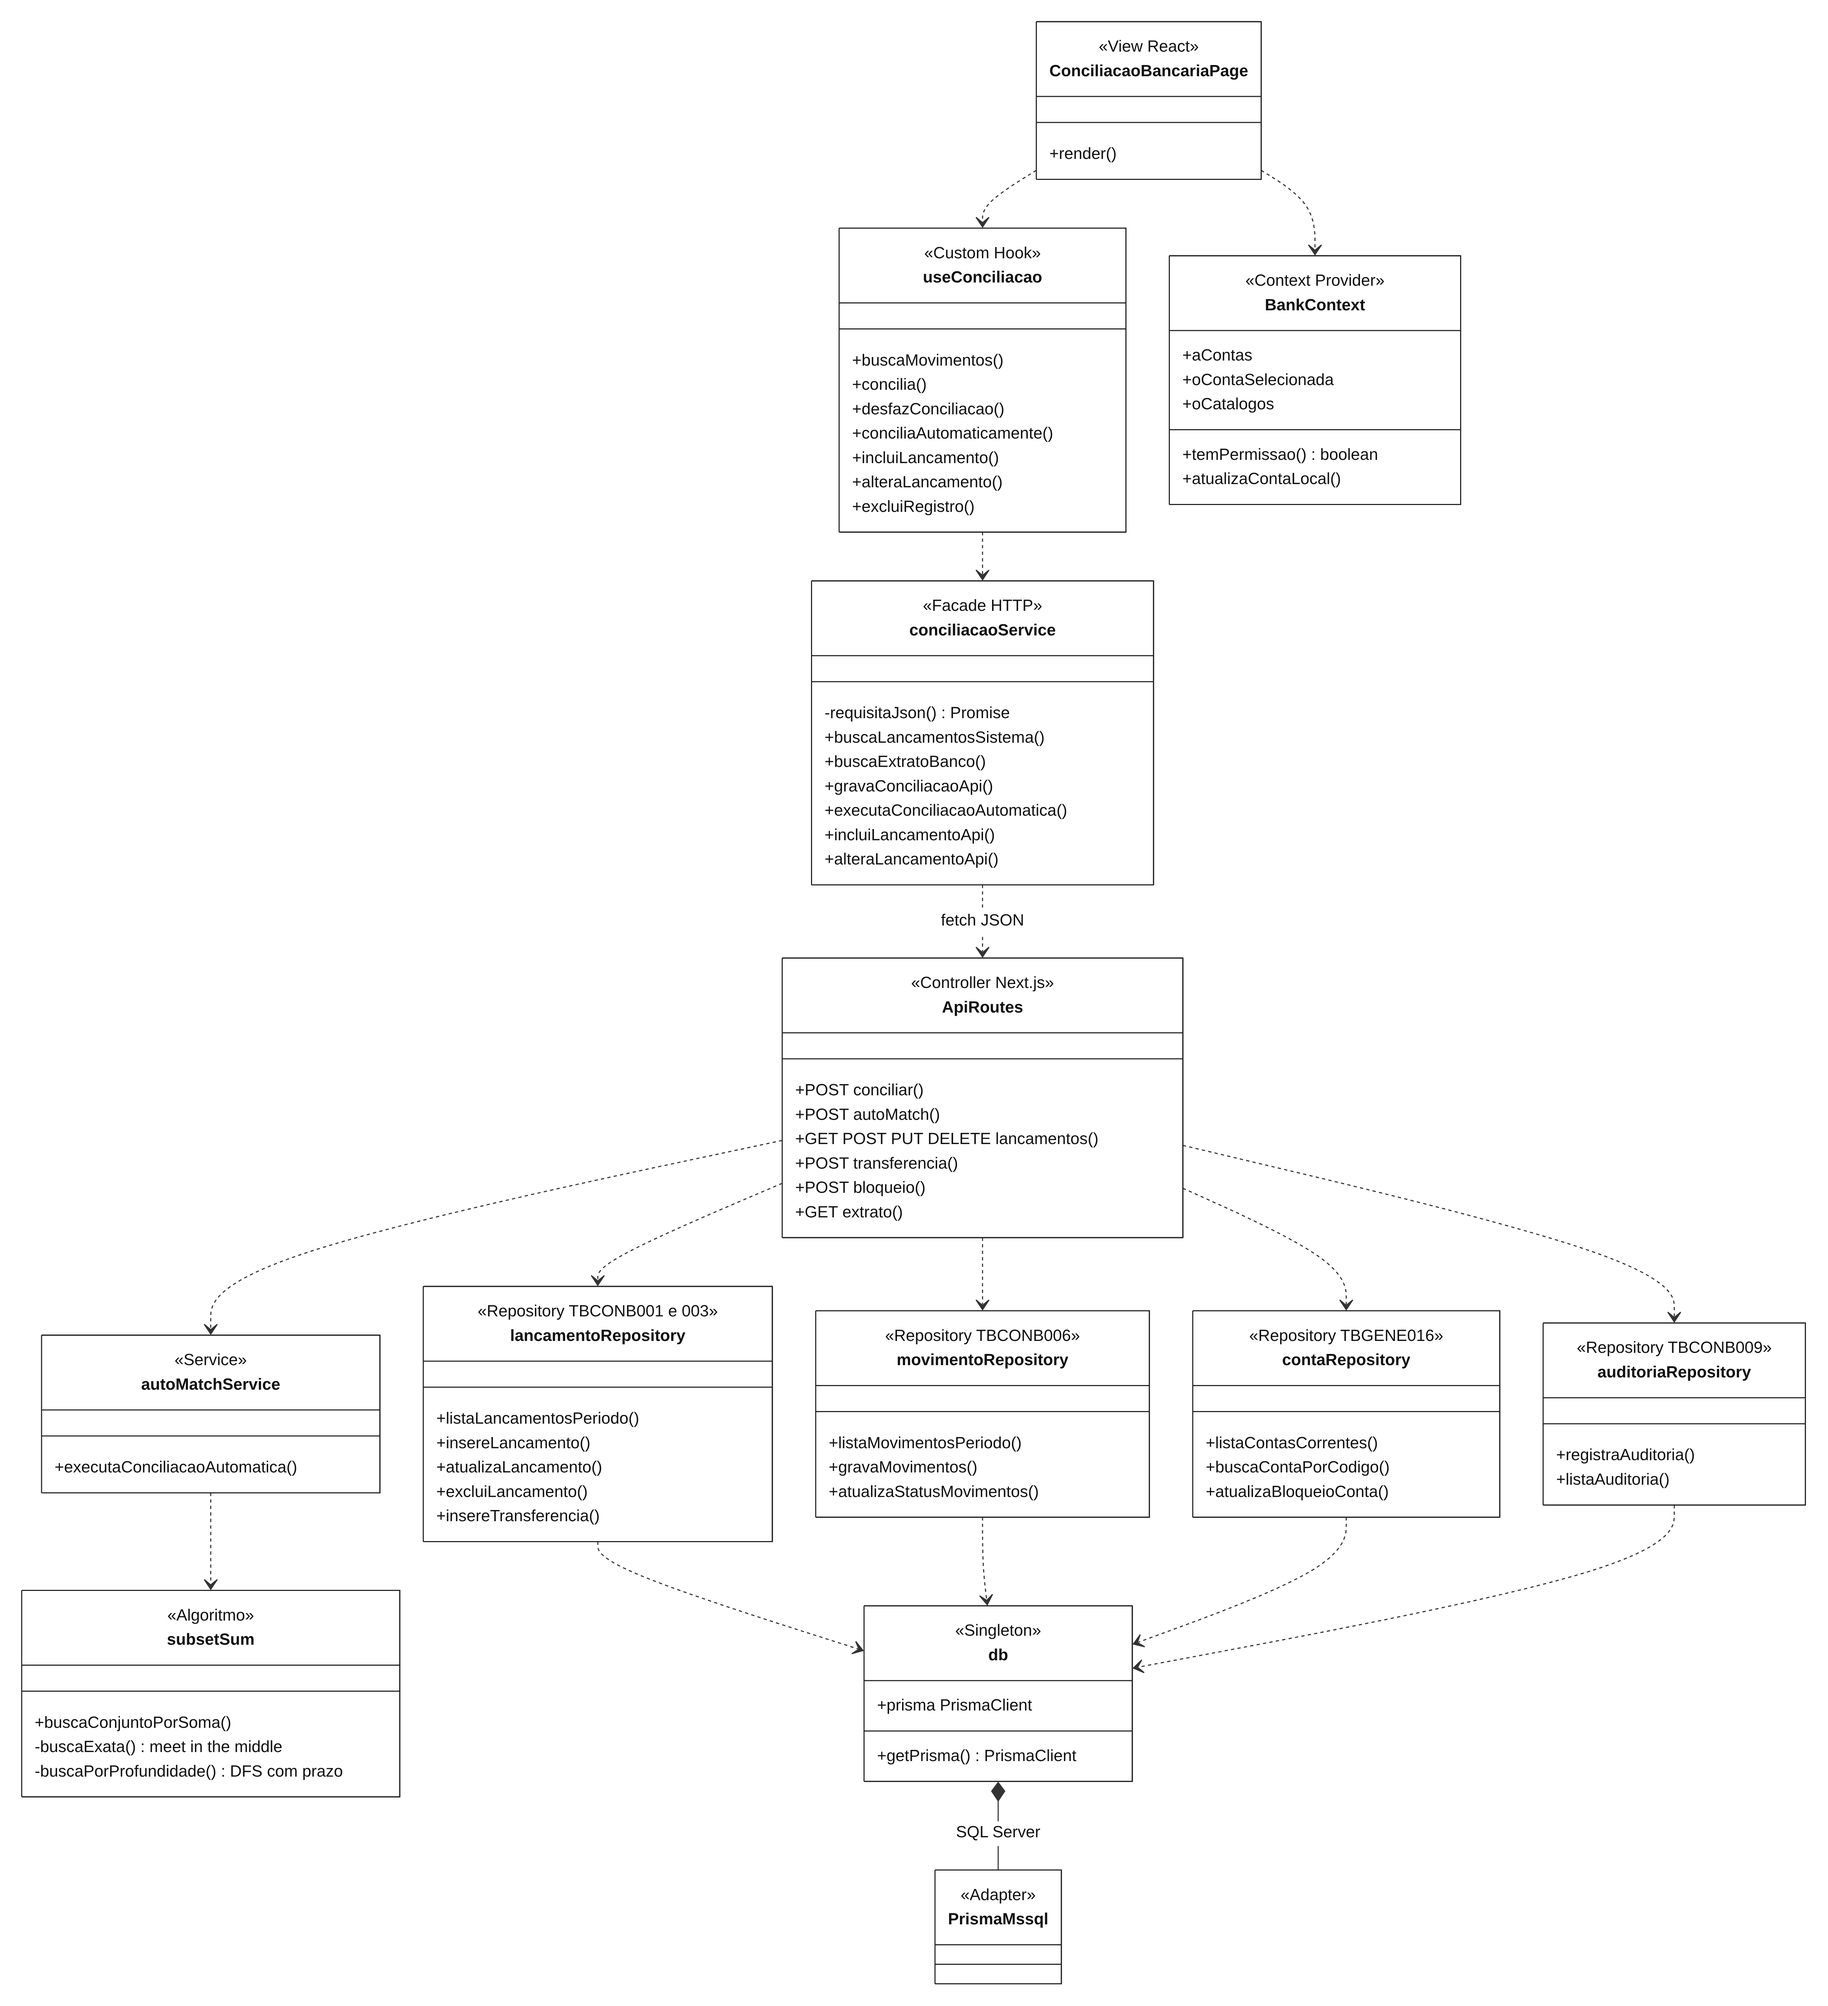 «View React»
ConciliacaoBancariaPage
+render()
«Custom Hook»
useConciliacao
+buscaMovimentos()
+concilia()
+desfazConciliacao()
+conciliaAutomaticamente()
+incluiLancamento()
+alteraLancamento()
+excluiRegistro()
«Context Provider»
BankContext
+aContas
+oContaSelecionada
+oCatalogos
+temPermissao() : boolean
+atualizaContaLocal()
«Facade HTTP»
conciliacaoService
-requisitaJson() : Promise
+buscaLancamentosSistema()
+buscaExtratoBanco()
+gravaConciliacaoApi()
+executaConciliacaoAutomatica()
+incluiLancamentoApi()
+alteraLancamentoApi()
fetch JSON
«Controller Next.js»
ApiRoutes
+POST conciliar()
+POST autoMatch()
+GET POST PUT DELETE lancamentos()
+POST transferencia()
+POST bloqueio()
+GET extrato()
«Service»
autoMatchService
+executaConciliacaoAutomatica()
«Repository TBCONB001 e 003»
lancamentoRepository
+listaLancamentosPeriodo()
+insereLancamento()
+atualizaLancamento()
+excluiLancamento()
+insereTransferencia()
«Repository TBCONB006»
movimentoRepository
+listaMovimentosPeriodo()
+gravaMovimentos()
+atualizaStatusMovimentos()
«Repository TBGENE016»
contaRepository
+listaContasCorrentes()
+buscaContaPorCodigo()
+atualizaBloqueioConta()
«Repository TBCONB009»
auditoriaRepository
+registraAuditoria()
+listaAuditoria()
«Algoritmo»
subsetSum
+buscaConjuntoPorSoma()
-buscaExata() : meet in the middle
-buscaPorProfundidade() : DFS com prazo
«Singleton»
db
+prisma PrismaClient
+getPrisma() : PrismaClient
SQL Server
«Adapter»
PrismaMssql